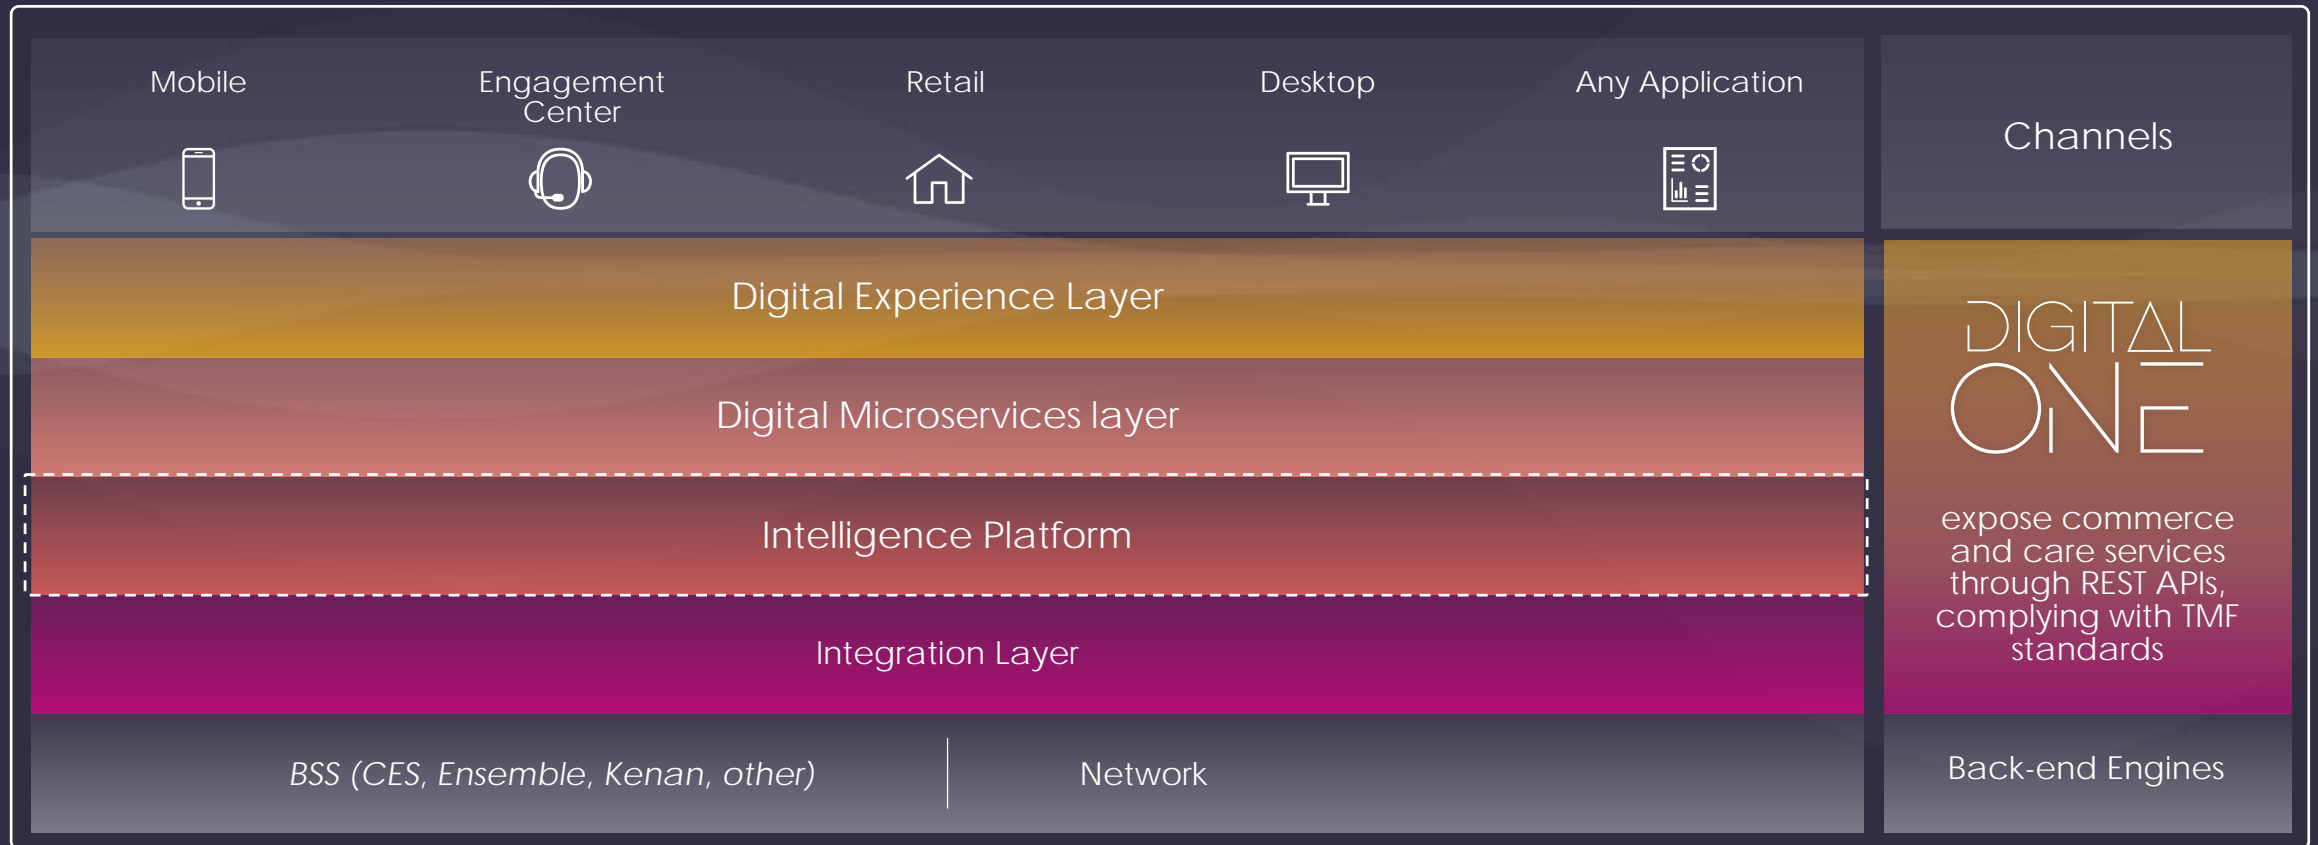 Mobile
Engagement
Center
Retail
Desktop
Any Application
Channels
Digital Experience Layer
Digital Microservices layer
Intelligence Platform
Integration Layer
DIGITAL
ONE
expose commerce
and care services
through REST APIs,
complying with TMF
standards
BSS (CES, Ensemble, Kenan, other)
Network
Back-end Engines